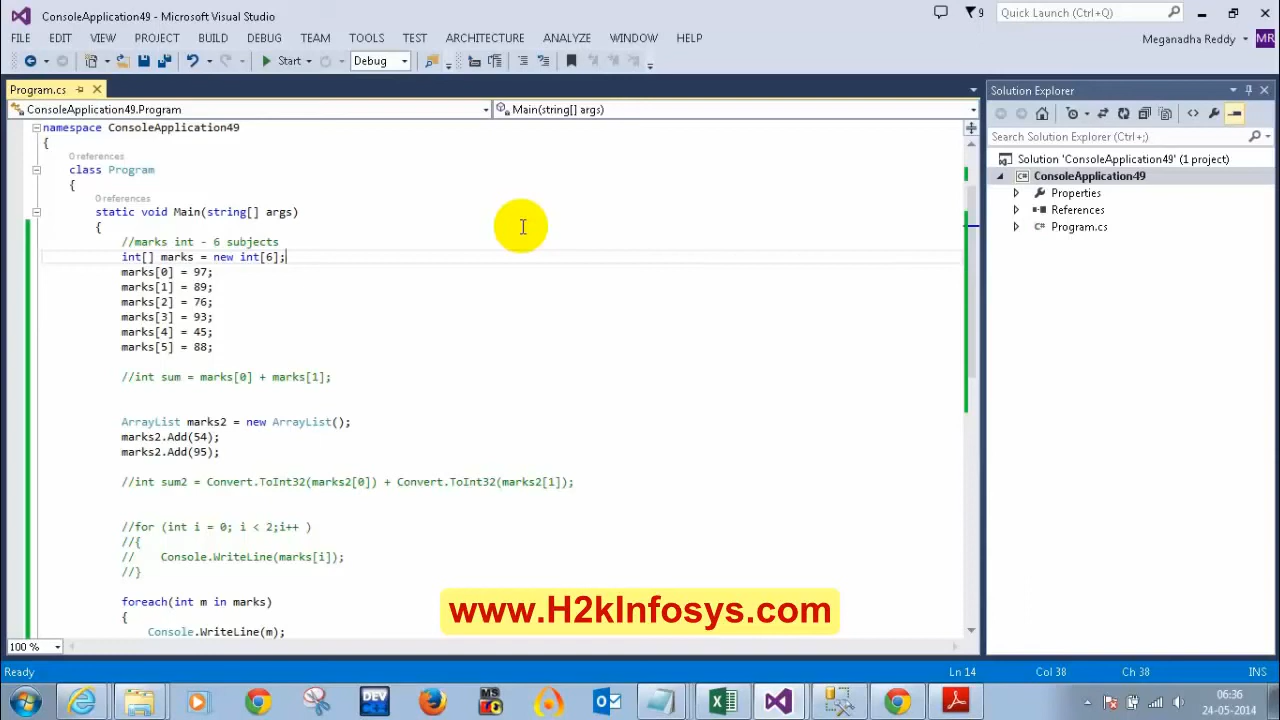 ConsoleApplication49 - Microsoft Visual Studio
9
Quick Launch (Ctrl+Q)
FILE EDIT VIEW PROJECT BUILD DEBUG TEAM TOOLS TEST ARCHITECTURE ANALYZE WINDOW HELP
Meganadha Reddy MR
Start Debug
Program.cs
ConsoleApplication49.Program
Main(string[] args)
namespace ConsoleApplication49
{
0 references
class Program
{
0 references
static void Main(string[] args)
{
//marks int - 6 subjects
int[] marks = new int[6];
marks[0] = 97;
marks[1] = 89;
marks[2] = 76;
marks[3] = 93;
marks[4] = 45;
marks[5] = 88;
//int sum = marks[0] + marks[1];
ArrayList marks2 = new ArrayList();
marks2.Add(54);
marks2.Add(95);
//int sum2 = Convert.ToInt32(marks2[0]) + Convert.ToInt32(marks2[1]);
//for (int i = 0; i < 2;i++ )
//{
// Console.WriteLine(marks[i]);
//}
foreach(int m in marks)
{
Console.WriteLine(m);
100 %
Solution Explorer
Search Solution Explorer (Ctrl+;)
Solution 'ConsoleApplication49' (1 project)
C# ConsoleApplication49
Properties
References
C# Program.cs
www.H2kInfosys.com
Ready
Ln 14 Col 38 Ch 38 INS
DEV
MS
06:36
24-05-2014